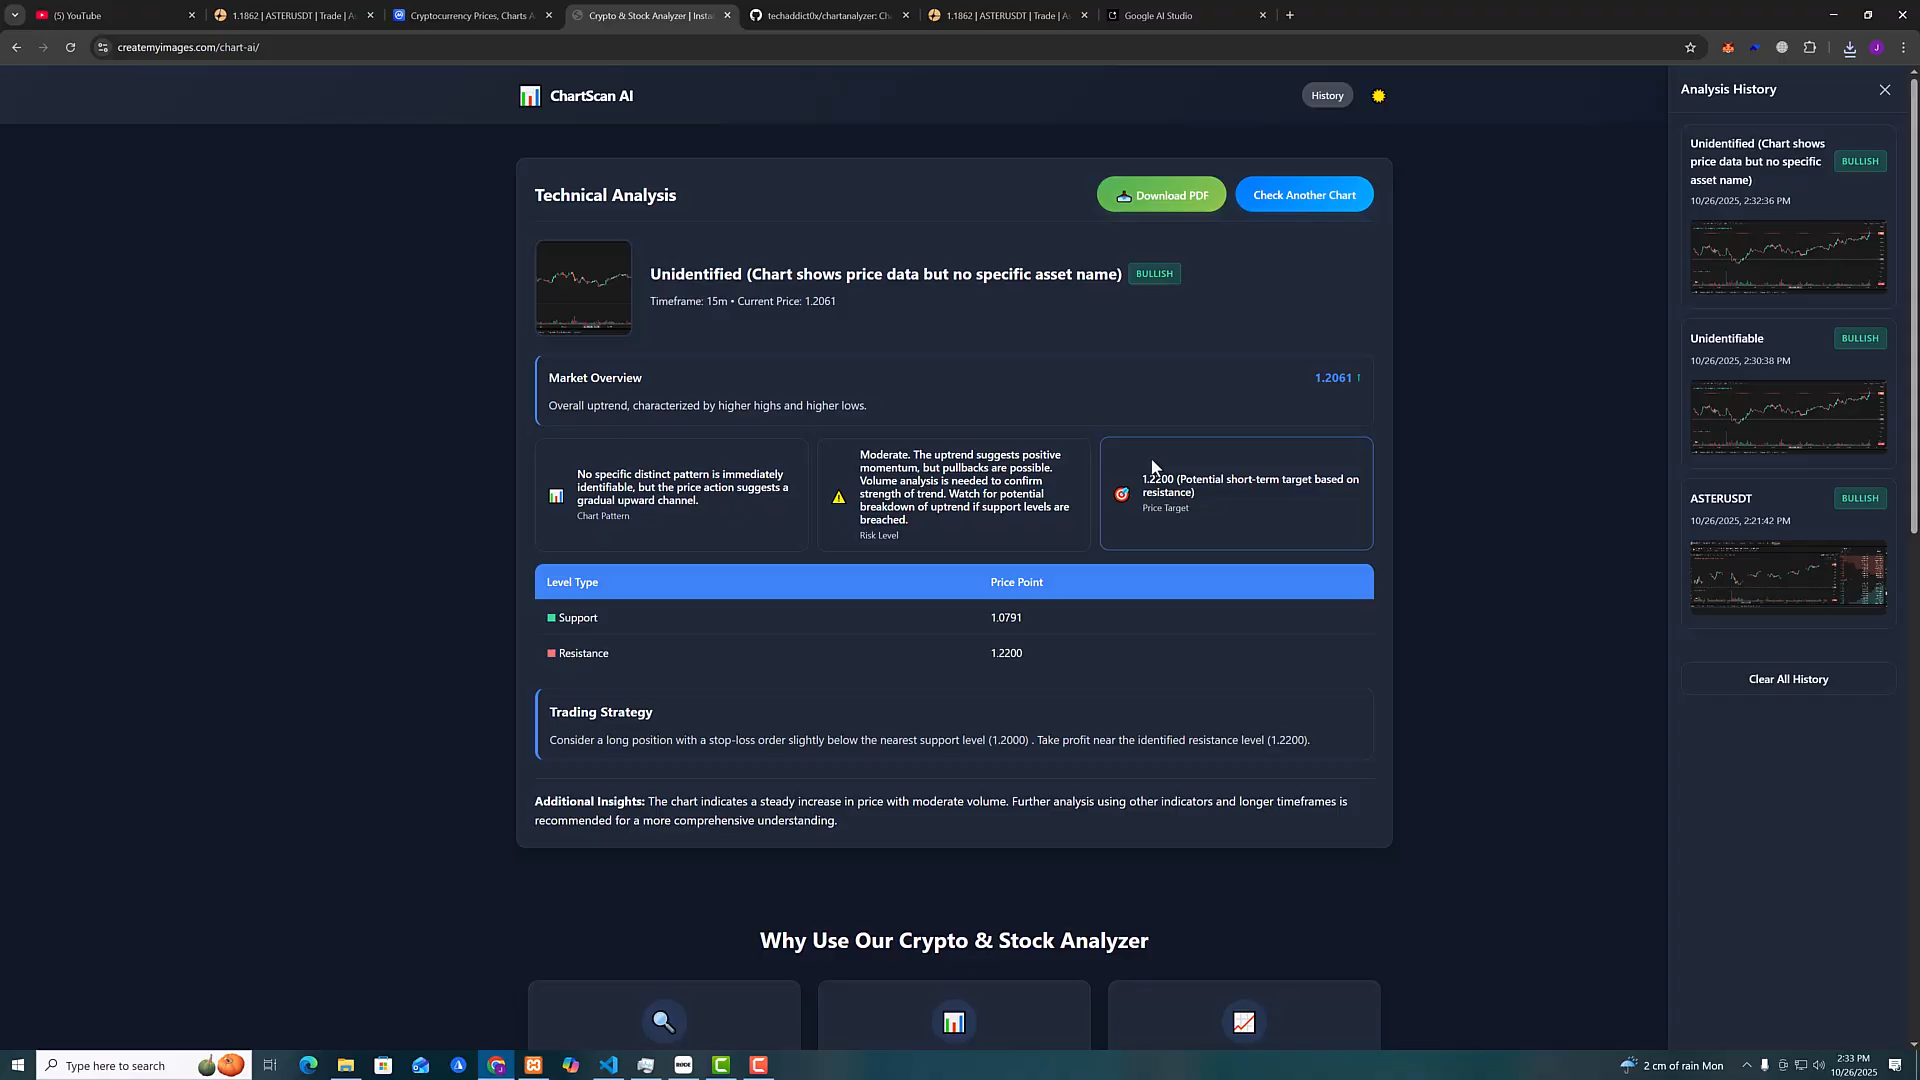 (5) YouTube
1.1862 | ASTERUSDT | Trade | A
Cryptocurrency Prices, Charts A
Crypto & Stock Analyzer | Insta
techaddict0x/chartanalyzer: Ch
1.1862 | ASTERUSDT | Trade | As
Google AI Studio
createmyimages.com/chart-ai/
J
ChartScan AI
History
Technical Analysis
Download PDF
Check Another Chart
Unidentified (Chart shows price data but no specific asset name)
BULLISH
Timeframe: 15m • Current Price: 1.2061
Market Overview
1.2061 ↑
Overall uptrend, characterized by higher highs and higher lows.
No specific distinct pattern is immediately
identifiable, but the price action suggests a
gradual upward channel.
Chart Pattern
Moderate. The uptrend suggests positive
momentum, but pullbacks are possible.
Volume analysis is needed to confirm
strength of trend. Watch for potential
breakdown of uptrend if support levels are
breached.
Risk Level
1.2200 (Potential short-term target based on
resistance)
Price Target
Level Type
Price Point
Support
1.0791
Resistance
1.2200
Trading Strategy
Consider a long position with a stop-loss order slightly below the nearest support level (1.2000) . Take profit near the identified resistance level (1.2200).
Additional Insights: The chart indicates a steady increase in price with moderate volume. Further analysis using other indicators and longer timeframes is
recommended for a more comprehensive understanding.
Why Use Our Crypto & Stock Analyzer
Analysis History
Unidentified (Chart shows
price data but no specific
asset name)
BULLISH
10/26/2025, 2:32:36 PM
Unidentifiable
BULLISH
10/26/2025, 2:30:38 PM
ASTERUSDT
BULLISH
10/26/2025, 2:21:42 PM
Clear All History
Type here to search
RØDE
2 cm of rain Mon
2:33 PM
10/26/2025